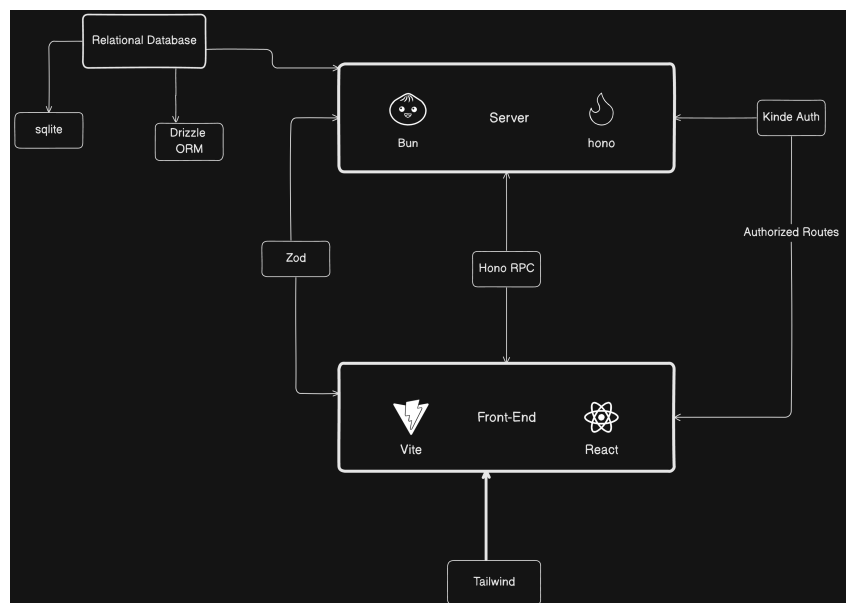 Relational Database
sqlite
Drizzle
ORM
Server
Bun
hono
Kinde Auth
Authorized Routes
Zod
Hono RPC
Front-End
Vite
React
Tailwind